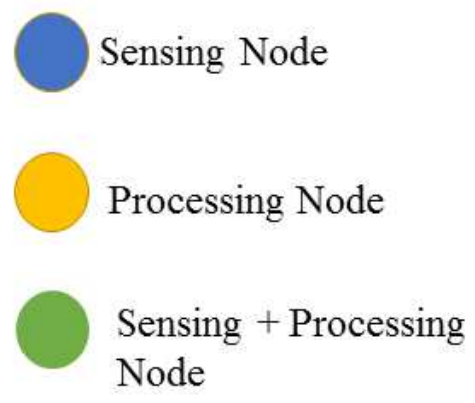 Sensing Node
Processing Node
Sensing + Processing
Node